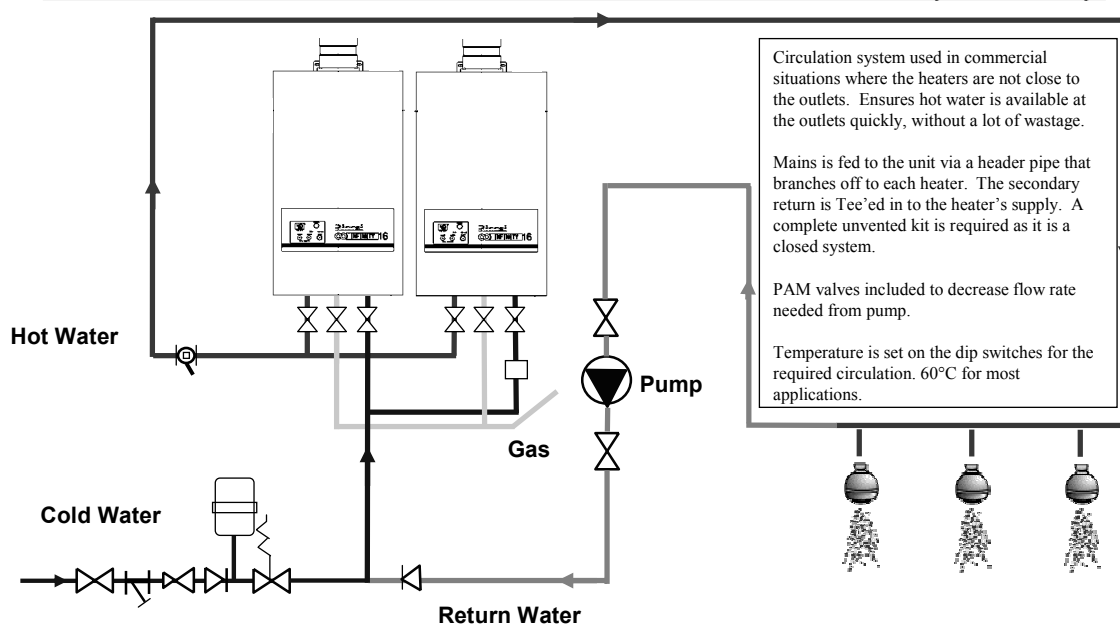 Circulation system used in commercial
situations where the heaters are not close to
the outlets. Ensures hot water is available at
the outlets quickly, without a lot of wastage.
Mains is fed to the unit via a header pipe that
branches off to each heater. The secondary
return is Tee'ed in to the heater's supply. A
complete unvented kit is required as it is a
closed system.
PAM valves included to decrease flow rate
needed from pump.
Temperature is set on the dip switches for the
required circulation. 60°C for most
applications.
16
16
Hot Water
Pump
Gas
Cold Water
Return Water